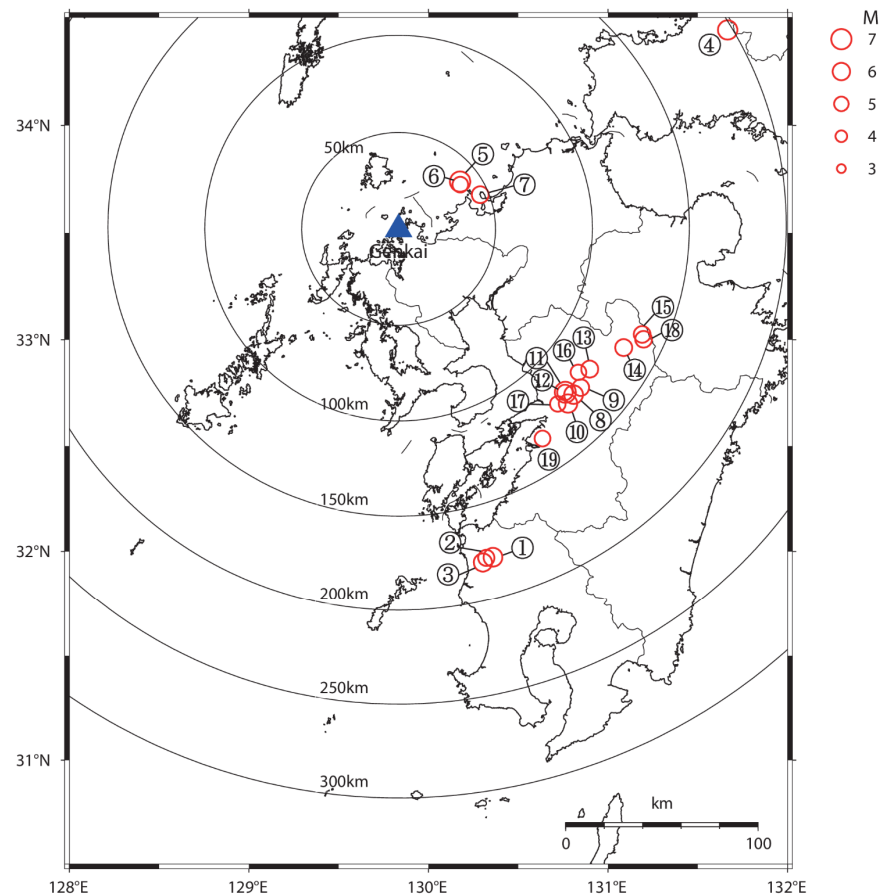 M
7
6
5
4
3
④
34°N
50km
⑤
⑥
⑦
Genkai
33°N
⑮
⑱
⑬
⑯
⑪
⑭
⑫
⑨
⑰
⑧
⑩
100km
⑲
150km
32°N
②
①
③
200km
250km
31°N
300km
km
0
100
128°E
129°E
130°E
131°E
132°E